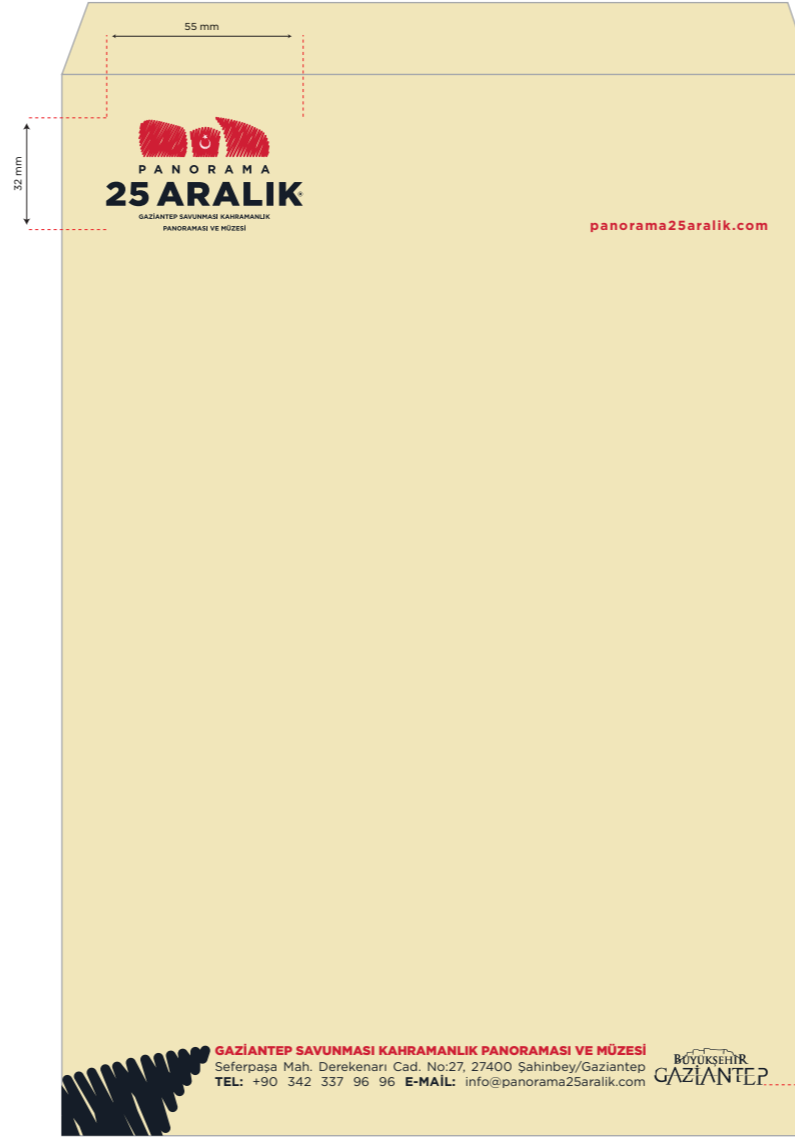 55 mm
32 mm
PANORAMA
25 ARALIK
GAZİANTEP SAVUNMASI KAHRAMANLIK
PANORAMASI VE MÜZESİ
panorama25aralik.com
GAZİANTEP SAVUNMASI KAHRAMANLIK PANORAMASI VE MÜZESİ
Seferpaşa Mah. Derekenarı Cad. No:27, 27400 Şahinbey/Gaziantep
TEL: +90 342 337 96 96 E-MAİL: info@panorama25aralik.com
BÜYÜKŞEHİR
GAZİANTEP